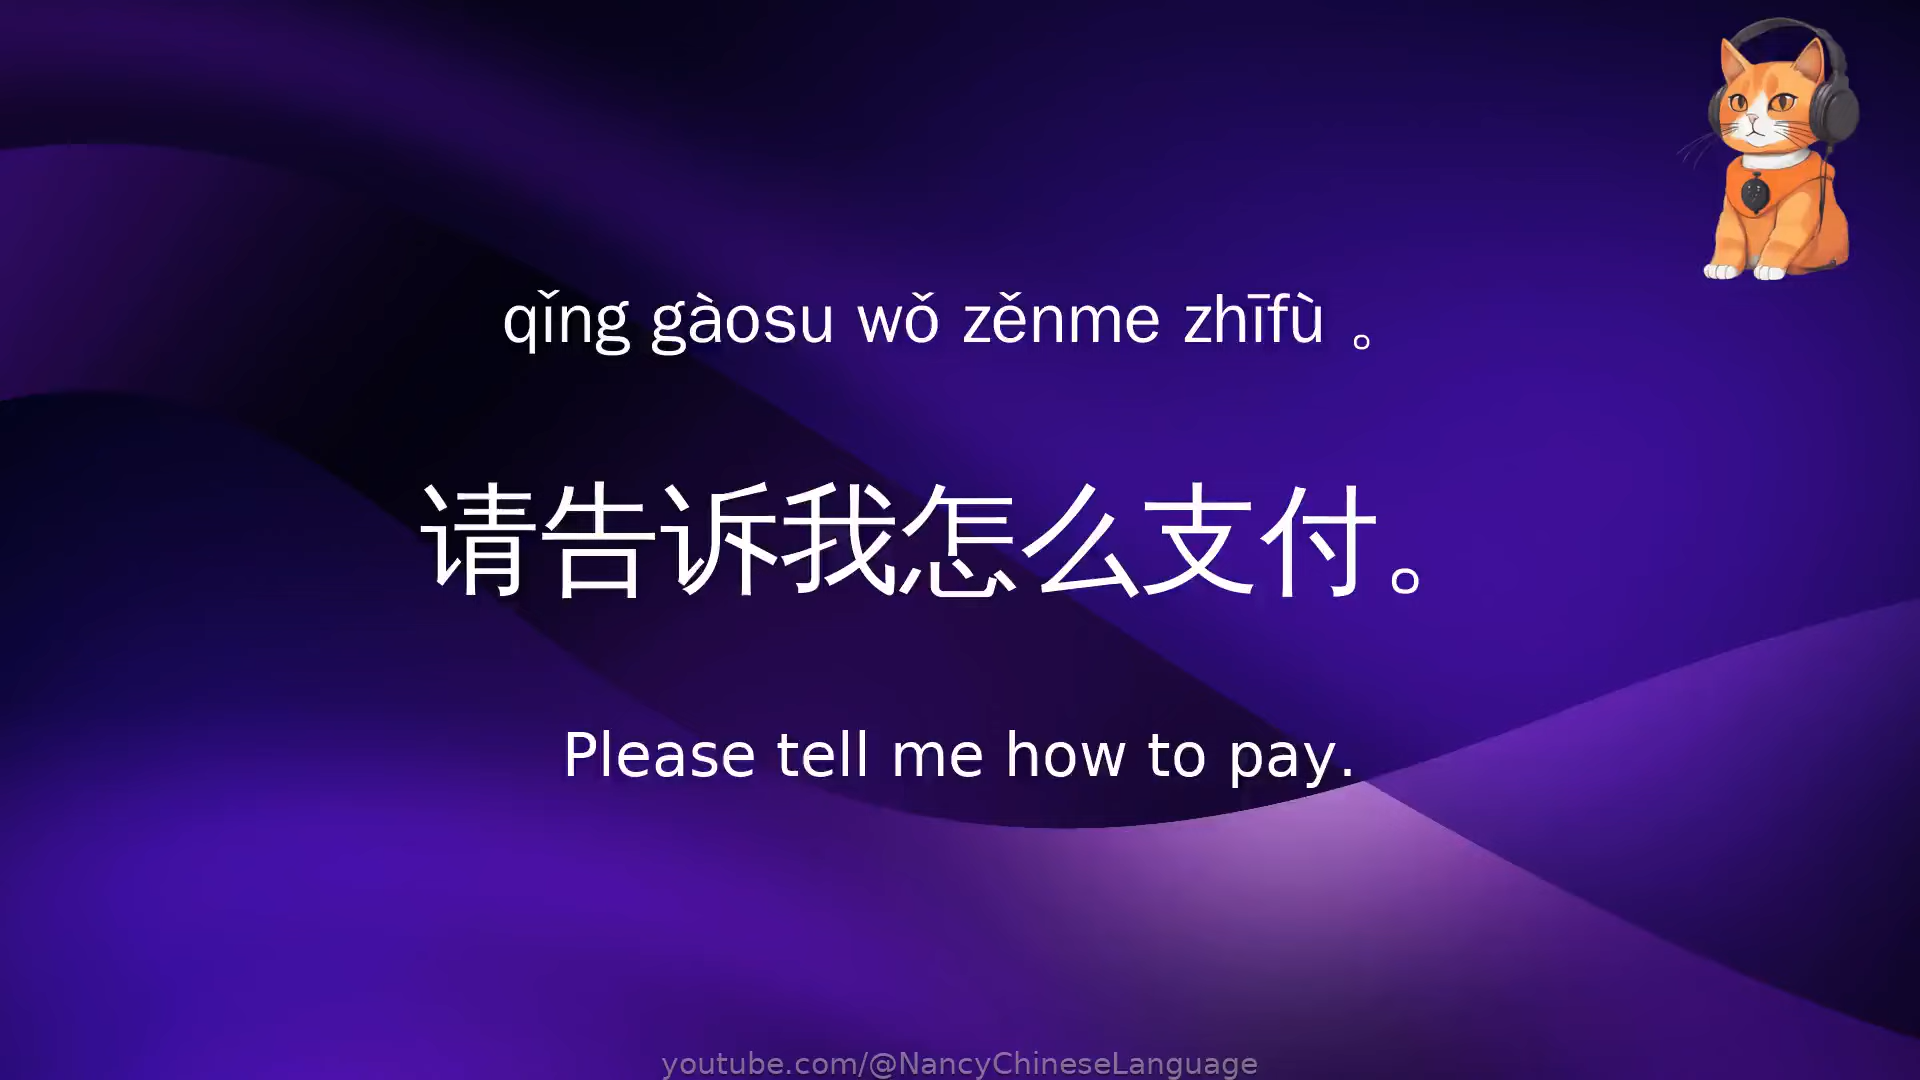 qǐng gàosu wǒ zěnme zhīfù 。
请告诉我怎么支付。
Please tell me how to pay.
youtube.com/@NancyChineseLanguage